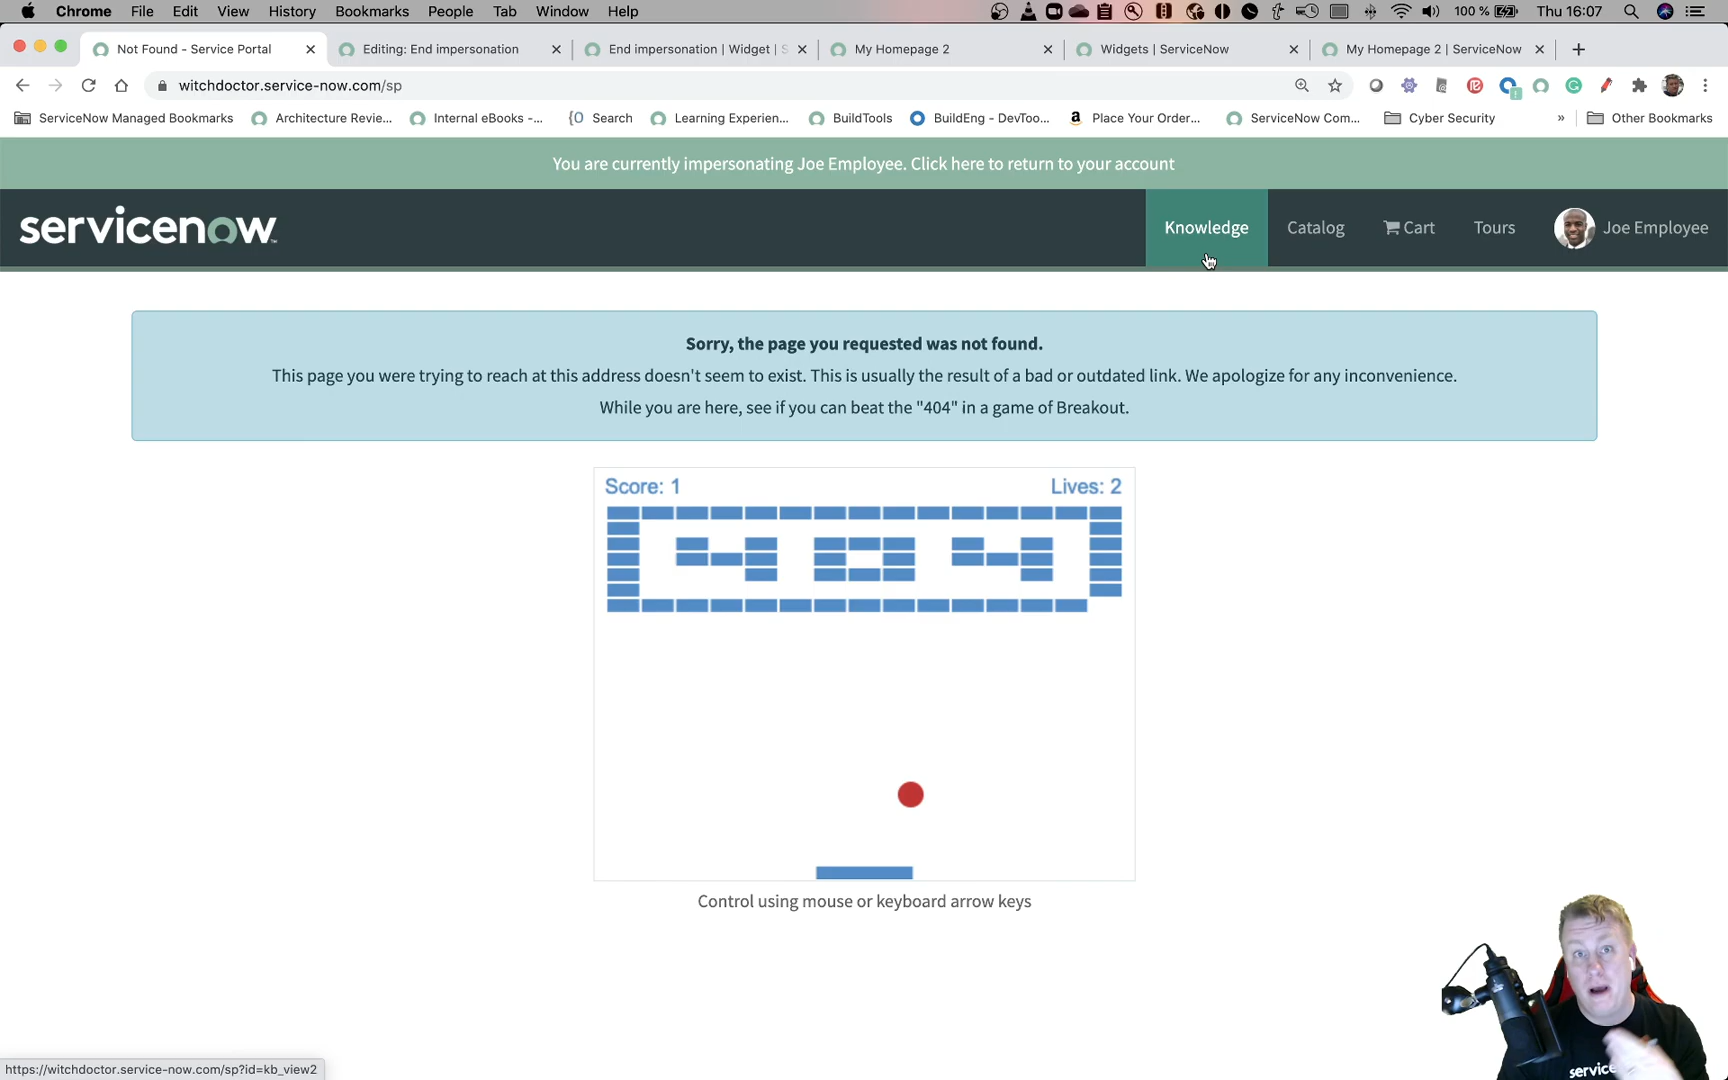 Chrome File Edit View History Bookmarks People Tab Window Help 100 % Thu 16:07
Not Found - Service Portal
Editing: End impersonation
End impersonation | Widget | S
My Homepage 2
Widgets | ServiceNow
My Homepage 2 | ServiceNow
witchdoctor.service-now.com/sp
ServiceNow Managed Bookmarks
Architecture Revie...
Internal eBooks -...
Search
Learning Experien...
BuildTools
BuildEng - DevToo...
Place Your Order...
ServiceNow Com...
Cyber Security
»
Other Bookmarks
You are currently impersonating Joe Employee. Click here to return to your account
servicenow
Knowledge
Catalog
Cart
Tours
Joe Employee
Sorry, the page you requested was not found.
This page you were trying to reach at this address doesn't seem to exist. This is usually the result of a bad or outdated link. We apologize for any inconvenience.
While you are here, see if you can beat the "404" in a game of Breakout.
Score: 1
Lives: 2
404
Control using mouse or keyboard arrow keys
https://witchdoctor.service-now.com/sp?id=kb_view2